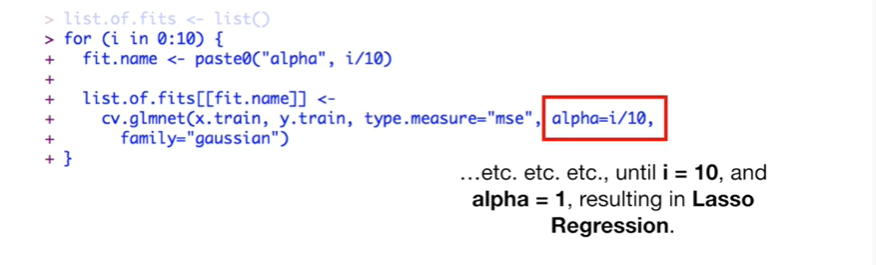 > list.of.fits <- list()
> for (i in 0:10) {
+   fit.name <- paste0("alpha", i/10)
+
+   list.of.fits[[fit.name]] <-
+     cv.glmnet(x.train, y.train, type.measure="mse", alpha=i/10,
+       family="gaussian")
+ }
…etc. etc. etc., until i = 10, and
alpha = 1, resulting in Lasso
Regression.